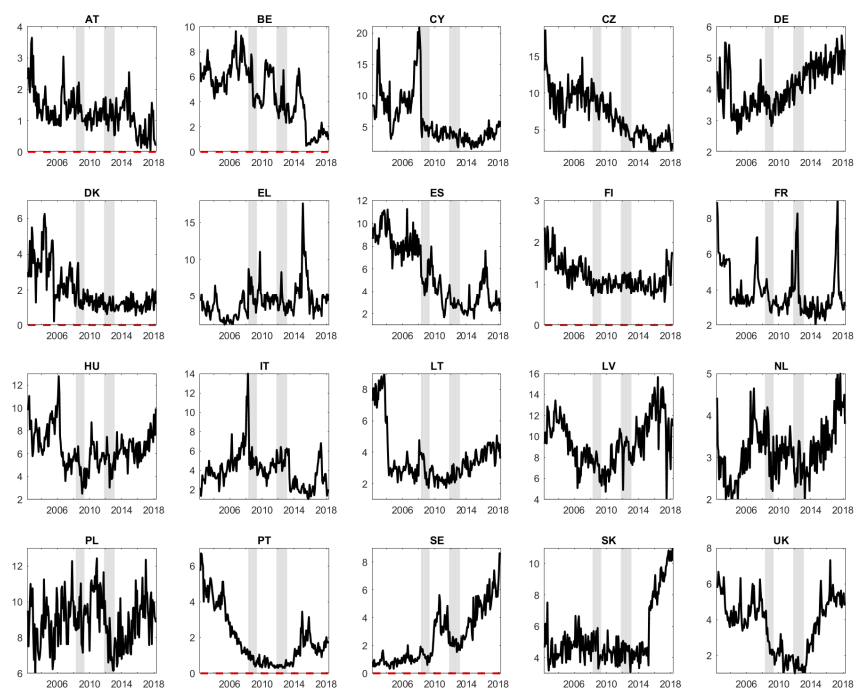 AT BE CY CZ DE
4 10 20 6
3 8 15 15 5
2 6 10 10 4
1 4 5 5 3
0 2 2
0
2006 2010 2014 2018 2006 2010 2014 2018 2006 2010 2014 2018 2006 2010 2014 2018 2006 2010 2014 2018
DK EL ES FI FR
6 15 12 3 8
4 10 10 2 6
2 5 8 1 4
0 6 0 2
4
2
2006 2010 2014 2018 2006 2010 2014 2018 2006 2010 2014 2018 2006 2010 2014 2018 2006 2010 2014 2018
HU IT LT LV NL
12 14 8 16 5
10 12 6 14 4
8 10 4 12 3
6 8 2 10 2
4 6 8
2 4 6
2 4
2006 2010 2014 2018 2006 2010 2014 2018 2006 2010 2014 2018 2006 2010 2014 2018 2006 2010 2014 2018
PL PT SE SK UK
12 6 8 10 8
10 4 6 8 6
8 2 4 6 4
6 0 2 4 2
0
2006 2010 2014 2018 2006 2010 2014 2018 2006 2010 2014 2018 2006 2010 2014 2018 2006 2010 2014 2018